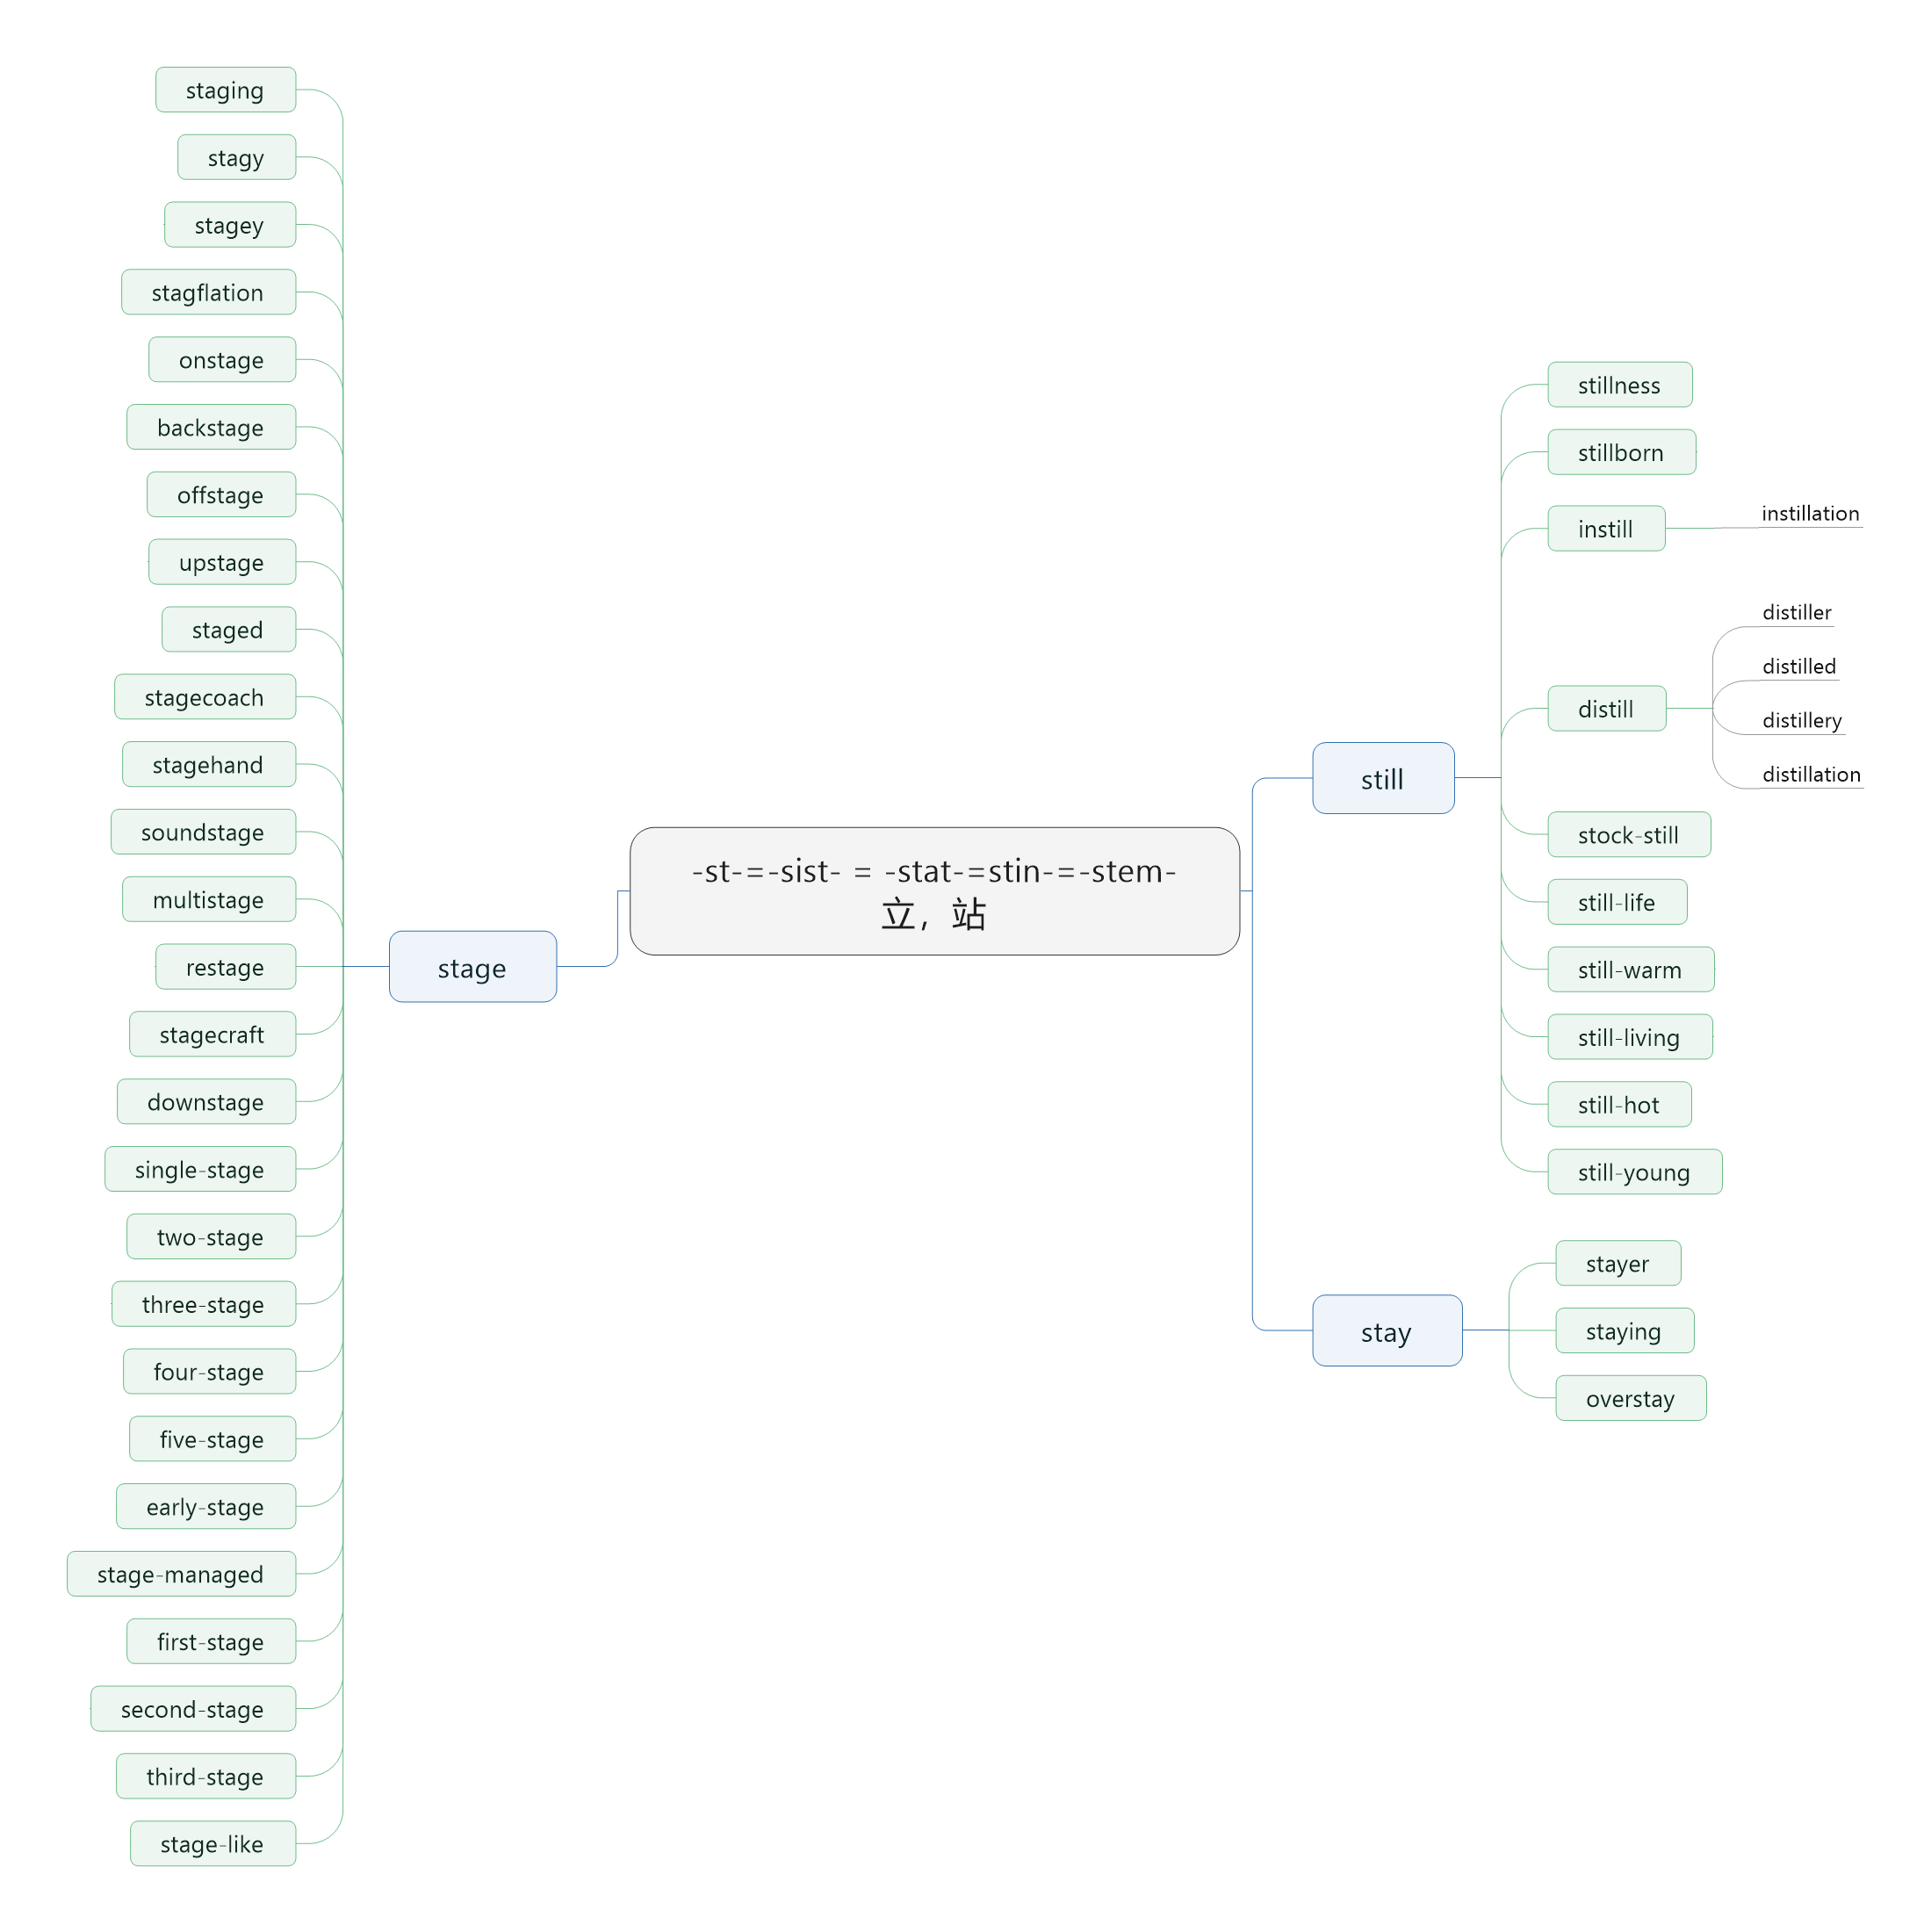 -st-=-sist- = -stat-=stin-=-stem-
立，站
still
stillness
stillborn
instill
instillation
distill
distiller
distilled
distillery
distillation
stock-still
still-life
still-warm
still-living
still-hot
still-young
stay
stayer
staying
overstay
stage
staging
stagy
stagey
stagflation
onstage
backstage
offstage
upstage
staged
stagecoach
stagehand
soundstage
multistage
restage
stagecraft
downstage
single-stage
two-stage
three-stage
four-stage
five-stage
early-stage
stage-managed
first-stage
second-stage
third-stage
stage-like